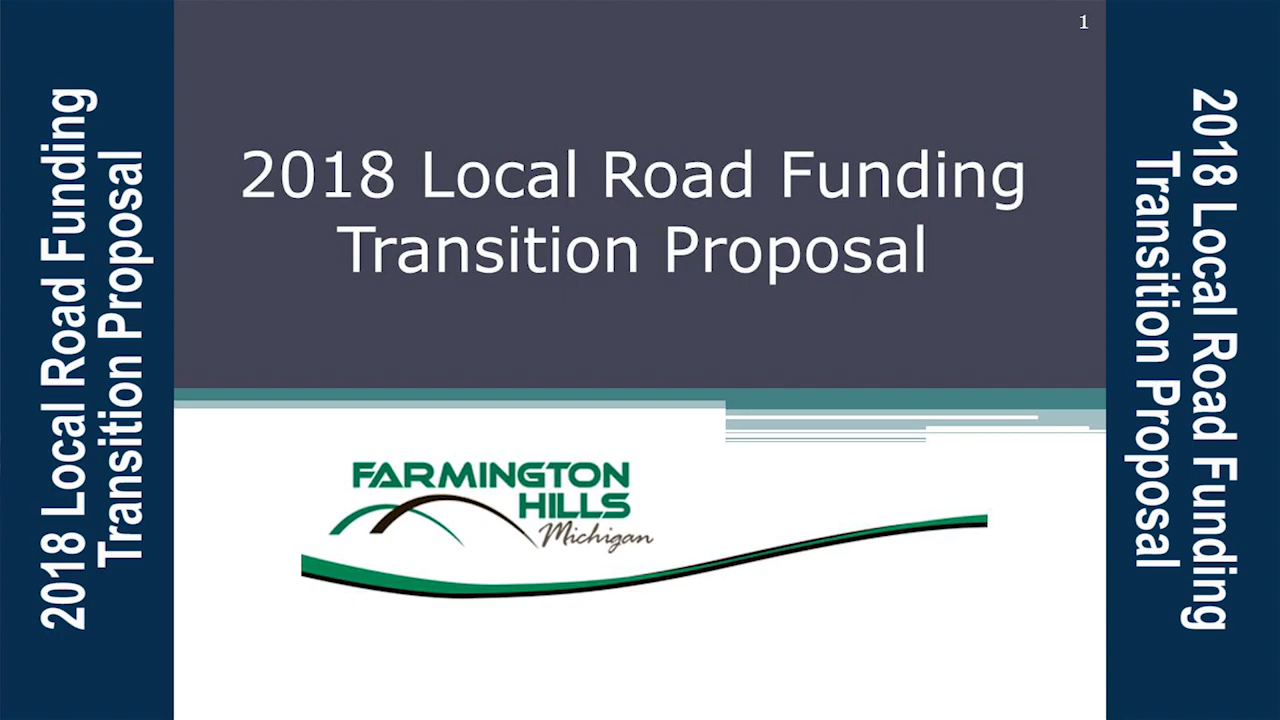 2018 Local Road Funding
Transition Proposal
1
2018 Local Road Funding
Transition Proposal
FARMINGTON
HILLS
Michigan
2018 Local Road Funding
Transition Proposal